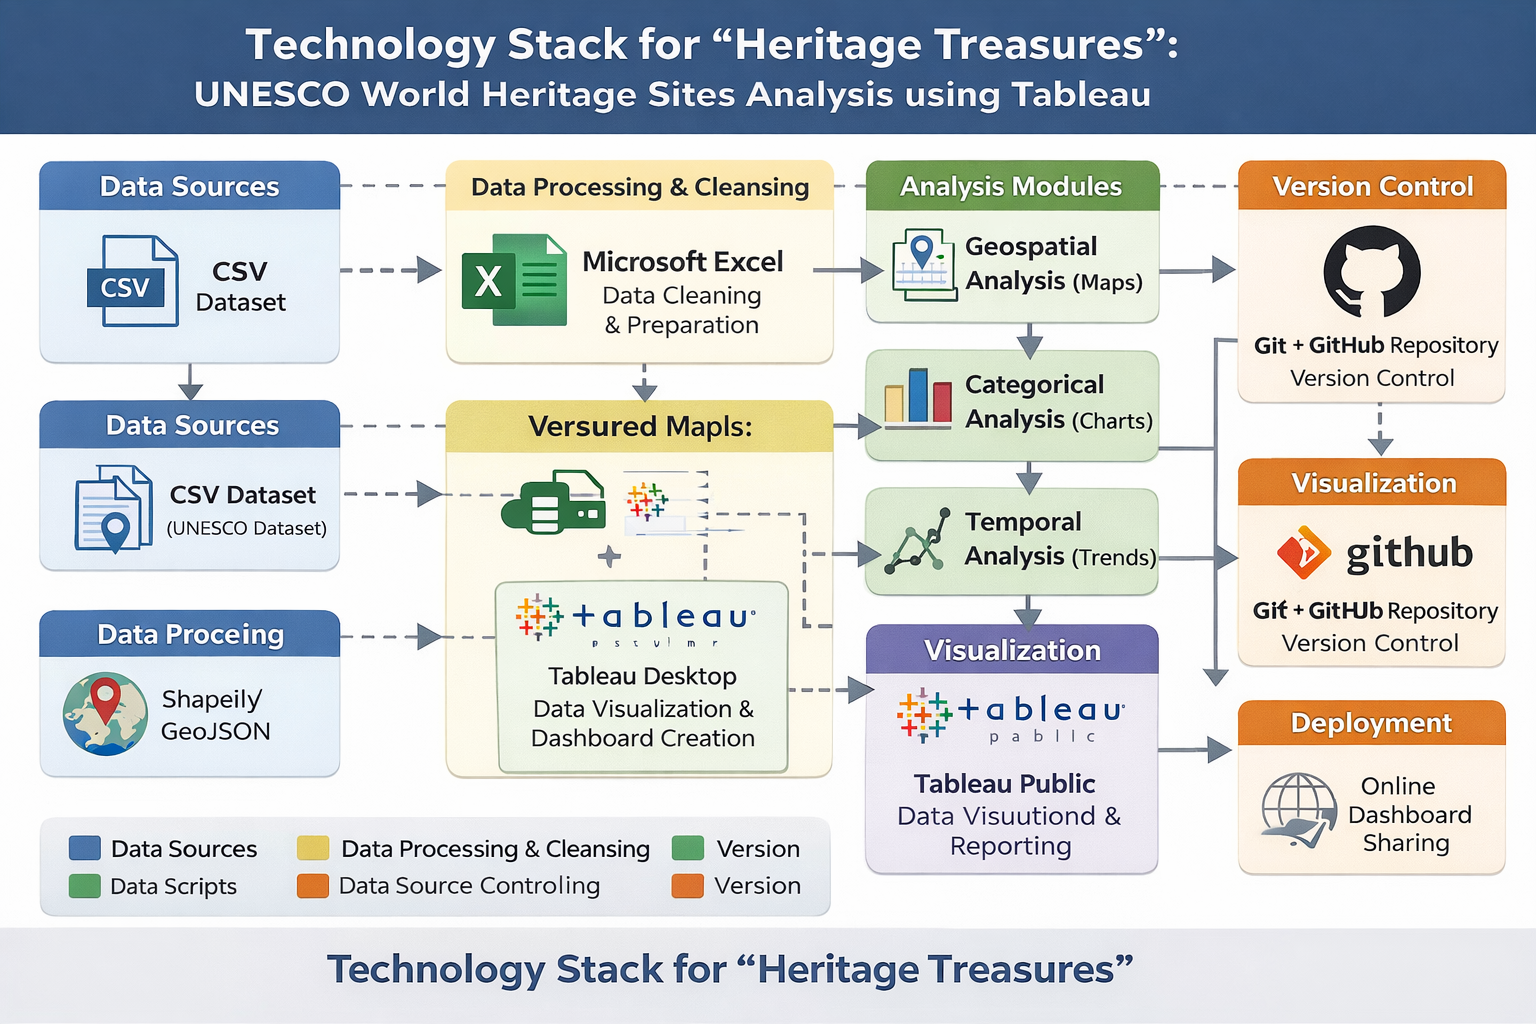 Technology Stack for “Heritage Treasures”:
UNESCO World Heritage Sites Analysis using Tableau
Data Sources
CSV
CSV
Dataset
Data Processing & Cleansing
X
Microsoft Excel
Data Cleaning
& Preparation
Analysis Modules
Geospatial
Analysis (Maps)
Version Control
Git + GitHub Repository
Version Control
Data Sources
CSV Dataset
(UNESCO Dataset)
Versured Mapls:
+
tableau
Tableau Desktop
Data Visualization &
Dashboard Creation
Categorical
Analysis (Charts)
Temporal
Analysis (Trends)
Visualization
github
Git + GitHUb Repository
Version Control
Data Proceing
GeoJSON
Visualization
tableau
Tableau Public
Data Visuutiond &
Reporting
Deployment
Online
Dashboard
Sharing
Data Sources
Data Processing & Cleansing
Version
Data Scripts
Data Source Controling
Version
Technology Stack for “Heritage Treasures”